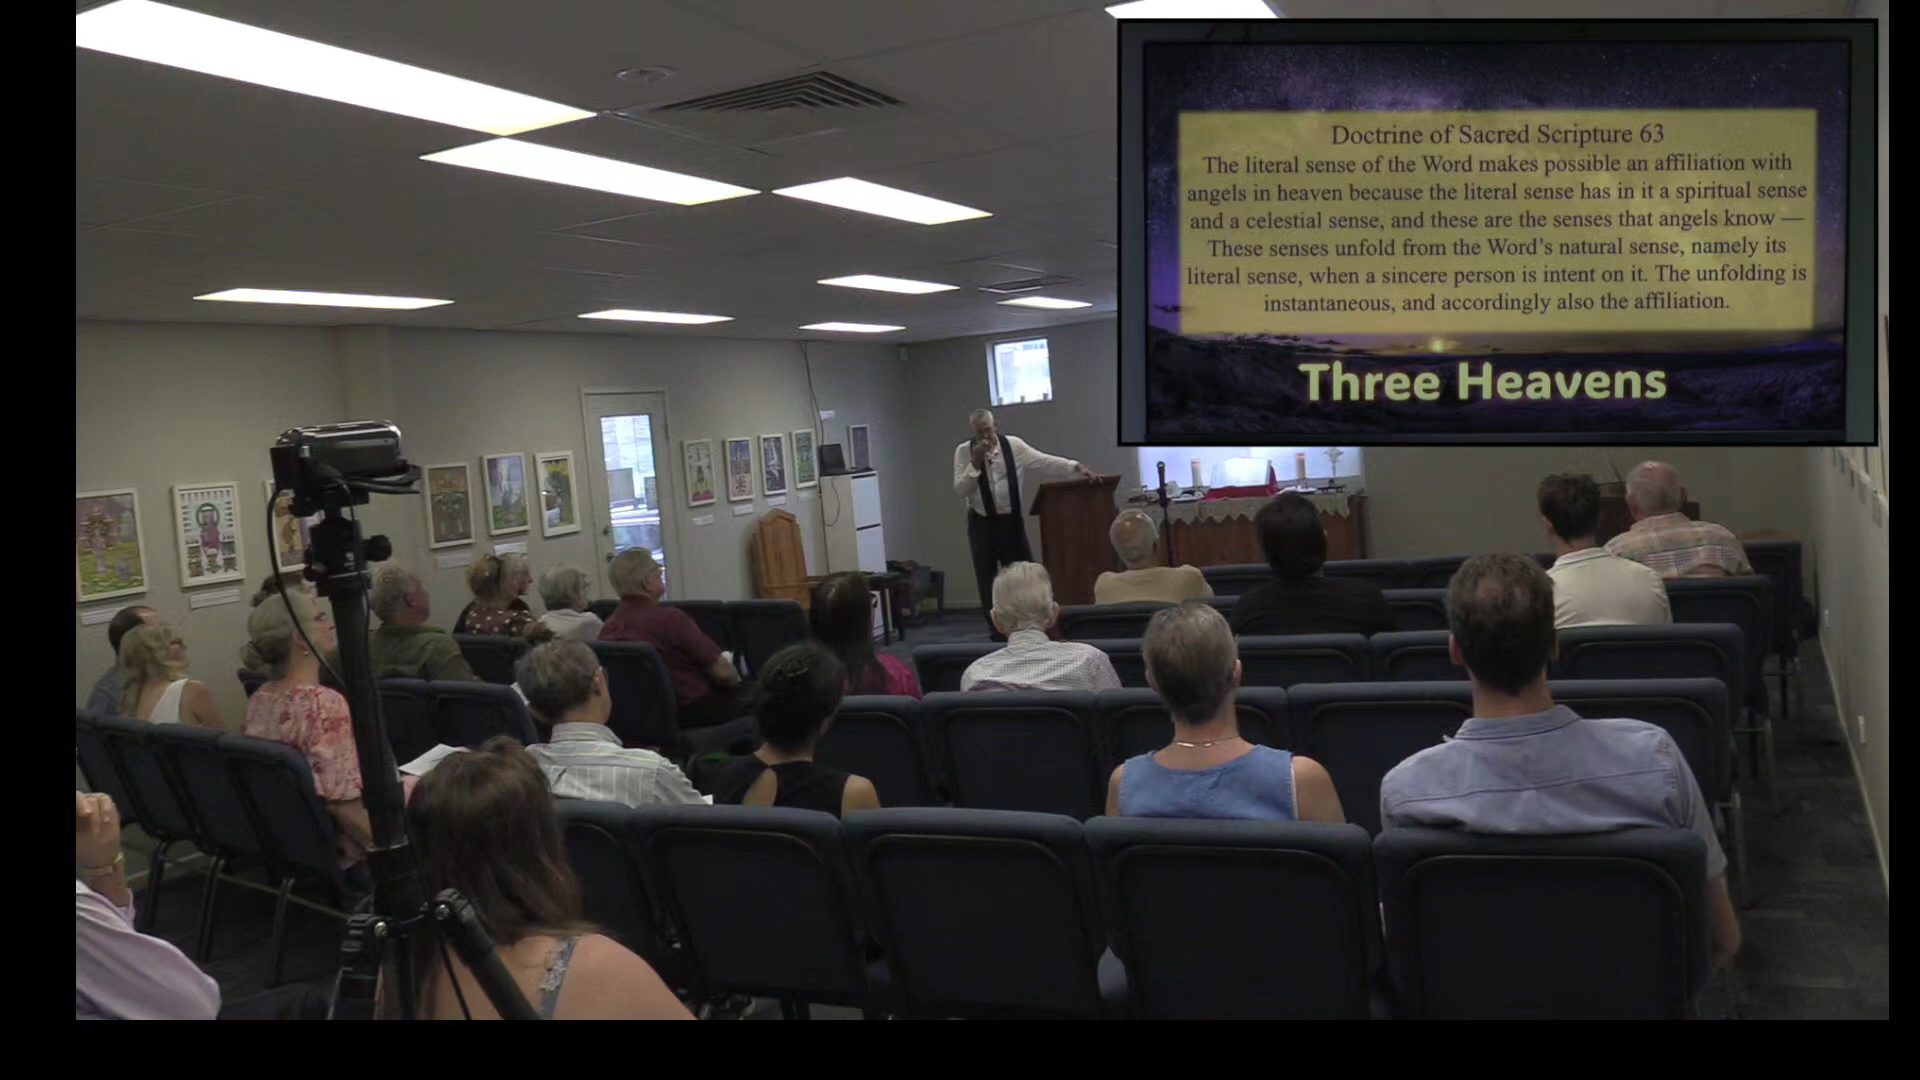 Doctrine of Sacred Scripture 63
The literal sense of the Word makes possible an affiliation with
angels in heaven because the literal sense has in it a spiritual sense
and a celestial sense, and these are the senses that angels know —
These senses unfold from the Word's natural sense, namely its
literal sense, when a sincere person is intent on it. The unfolding is
instantaneous, and accordingly also the affiliation.
Three Heavens